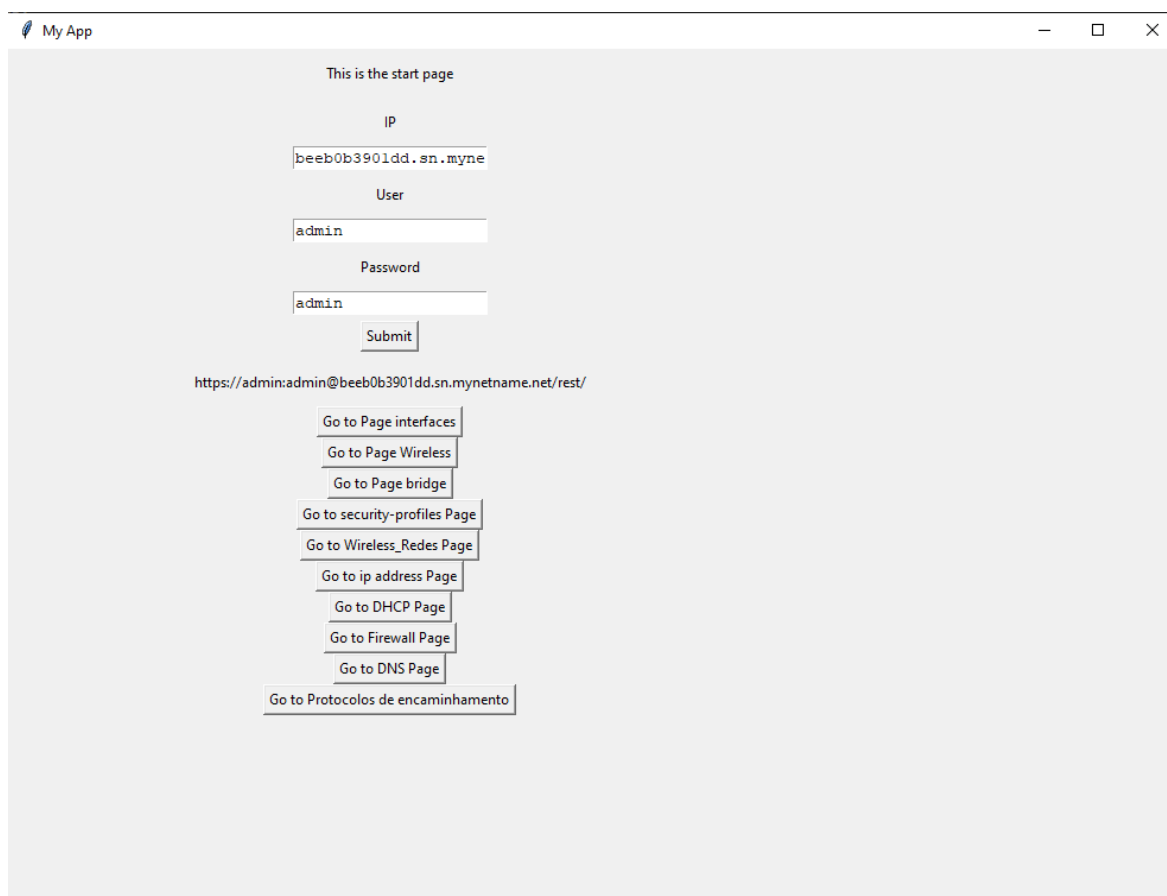 My App
This is the start page
IP
beeb0b3901dd.sn.myne
User
admin
Password
admin
Submit
https://admin:admin@beeb0b3901dd.sn.mynetname.net/rest/
Go to Page interfaces
Go to Page Wireless
Go to Page bridge
Go to security-profiles Page
Go to Wireless_Redes Page
Go to ip address Page
Go to DHCP Page
Go to Firewall Page
Go to DNS Page
Go to Protocolos de encaminhamento